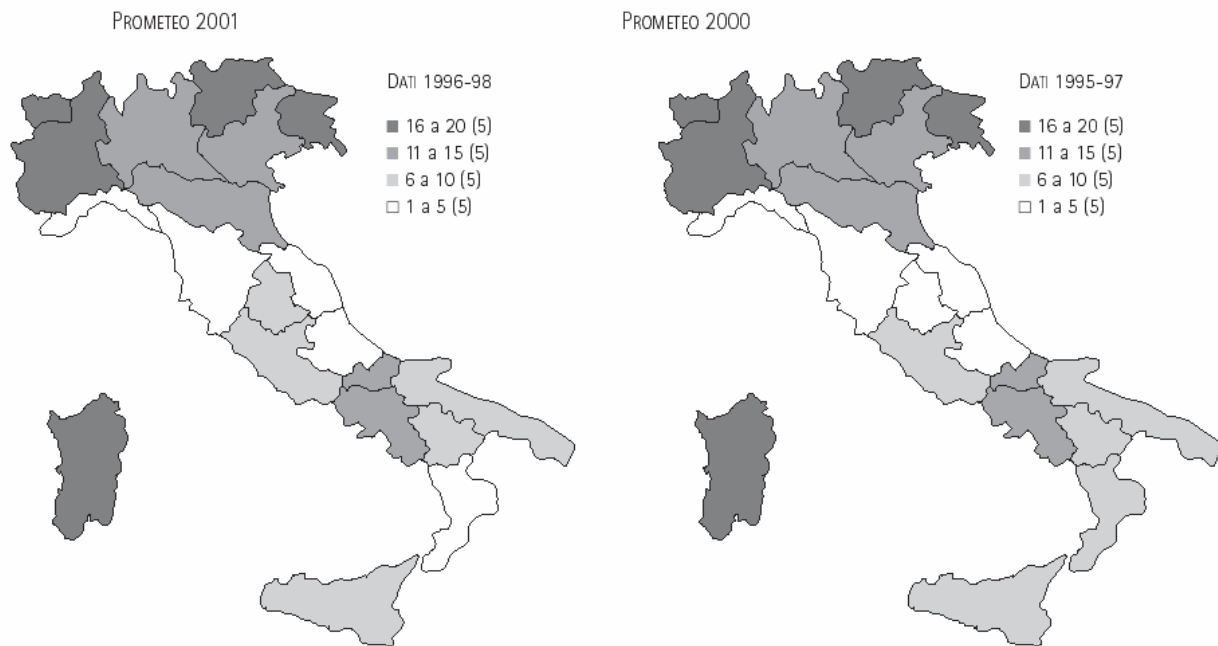 PROMETEO 2001
DATI 1996-98
16 a 20 (5)
11 a 15 (5)
6 a 10 (5)
1 a 5 (5)
PROMETEO 2000
DATI 1995-97
16 a 20 (5)
11 a 15 (5)
6 a 10 (5)
1 a 5 (5)